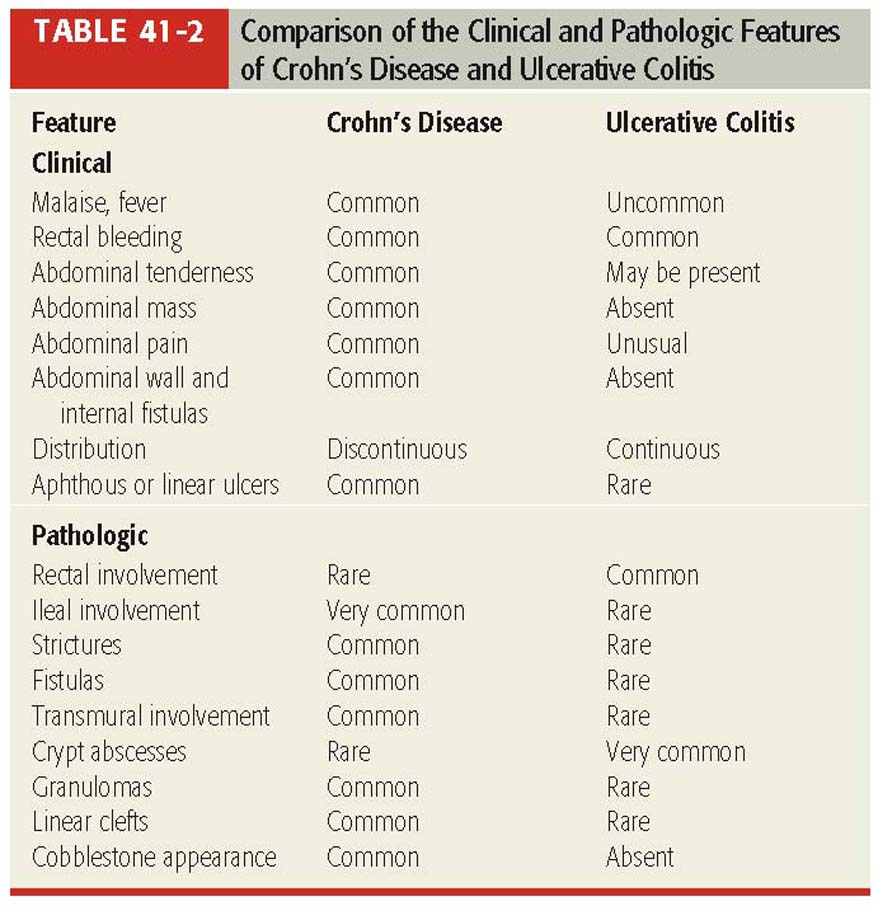 TABLE 41-2 Comparison of the Clinical and Pathologic Features
of Crohn's Disease and Ulcerative Colitis
Feature Crohn's Disease Ulcerative Colitis
Clinical
Malaise, fever Common Uncommon
Rectal bleeding Common Common
Abdominal tenderness Common May be present
Abdominal mass Common Absent
Abdominal pain Common Unusual
Abdominal wall and Common Absent
internal fistulas
Distribution Discontinuous Continuous
Aphthous or linear ulcers Common Rare
Pathologic
Rectal involvement Rare Common
Ileal involvement Very common Rare
Strictures Common Rare
Fistulas Common Rare
Transmural involvement Common Rare
Crypt abscesses Rare Very common
Granulomas Common Rare
Linear clefts Common Rare
Cobblestone appearance Common Absent